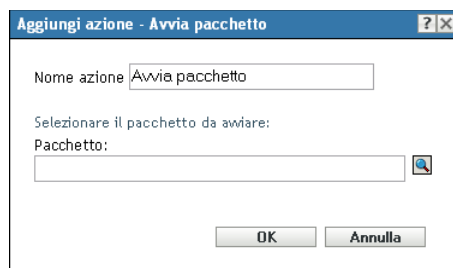 Aggiungi azione - Avvia pacchetto ? X
Nome azione Avvia pacchetto
Selezionare il pacchetto da avviare:
Pacchetto:
OK Annulla